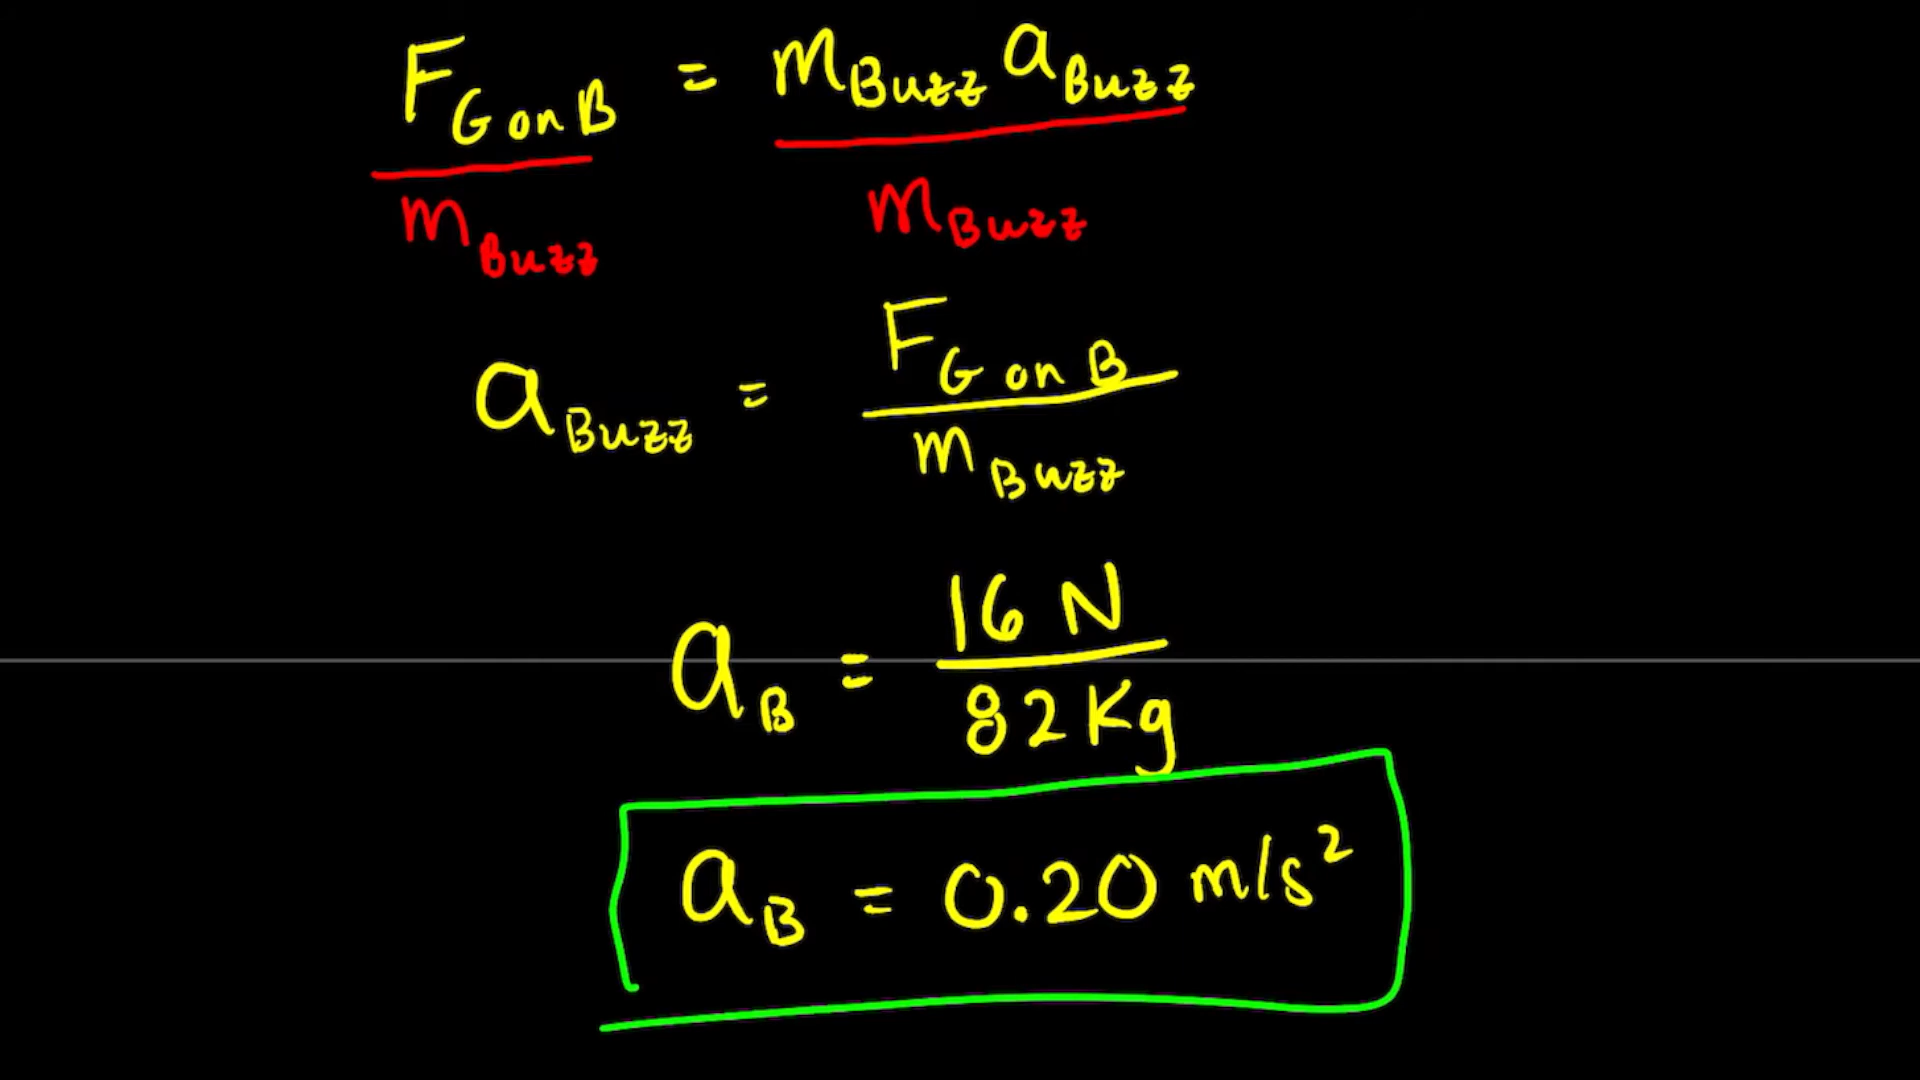 F_G on B = m_Buzz a_Buzz
m_Buzz m_Buzz
a_Buzz = F_G on B
m_Buzz
a_B = 16 N
82 Kg
a_B = 0.20 m/s²